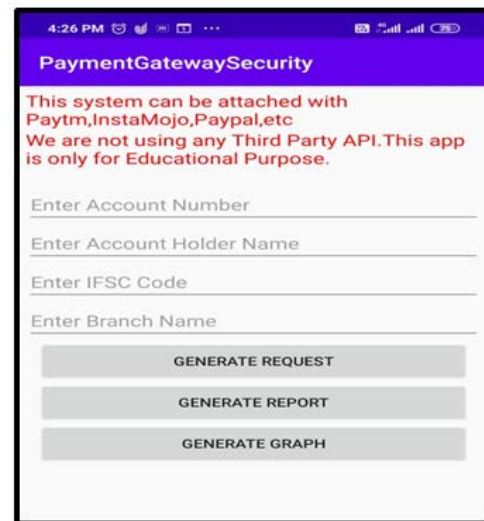 4:26 PM ...
PaymentGatewaySecurity
This system can be attached with
Paytm,InstaMojo,Paypal,etc
We are not using any Third Party API.This app
is only for Educational Purpose.
Enter Account Number
Enter Account Holder Name
Enter IFSC Code
Enter Branch Name
GENERATE REQUEST
GENERATE REPORT
GENERATE GRAPH